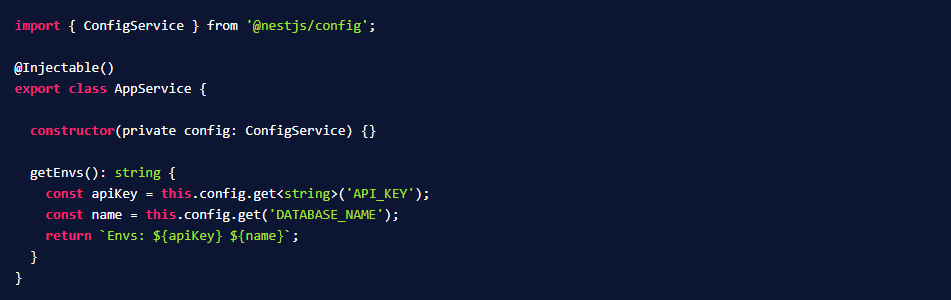 import { ConfigService } from '@nestjs/config';
@Injectable()
export class AppService {
constructor(private config: ConfigService) {}
getEnvs(): string {
const apiKey = this.config.get<string>('API_KEY');
const name = this.config.get('DATABASE_NAME');
return `Envs: ${apiKey} ${name}`;
}
}